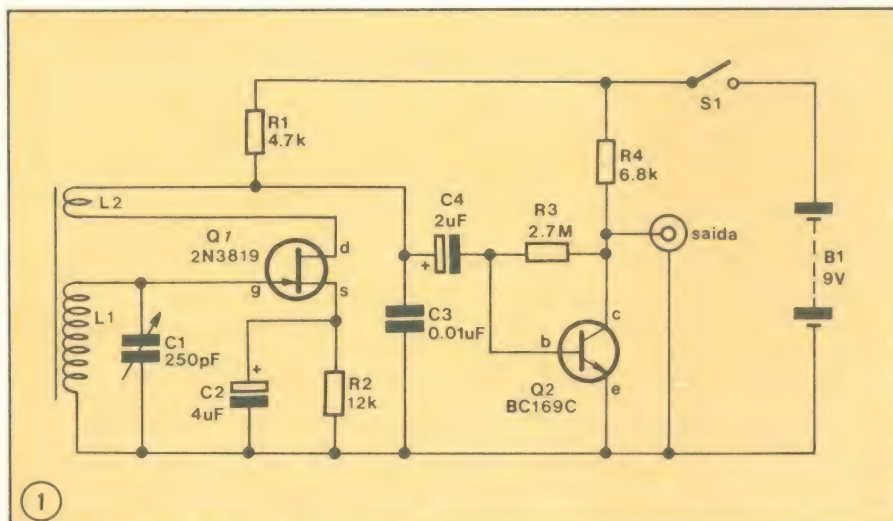 S1
R1
4.7k
R4
6.8k
L2
C4
2uF
R3
2.7M
saida
Q1
2N3819
d
B1
9V
g
s
+
L1
C1
250pF
C3
0.01uF
c
b
+
C2
4uF
R2
12k
Q2
BC169C
e
1